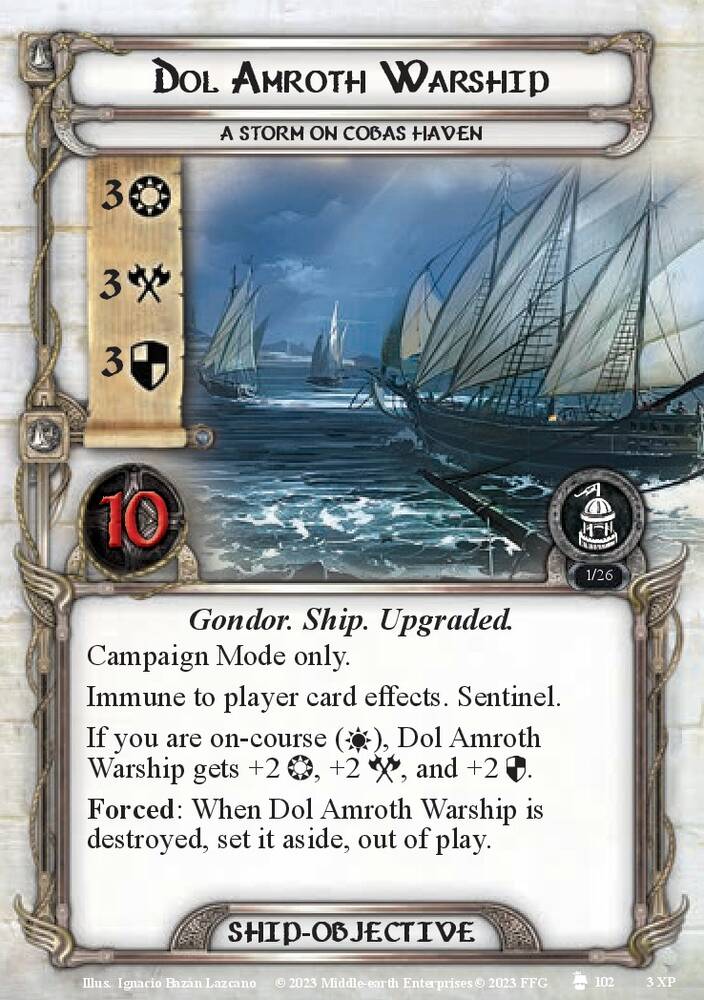 DOL AMROTH WARSHIP
A STORM ON COBAS HAVEN
3
3
3
10
1/26
Gondor. Ship. Upgraded.
Campaign Mode only.
Immune to player card effects. Sentinel.
If you are on-course (), Dol Amroth
Warship gets +2 , +2 , and +2 .
Forced: When Dol Amroth Warship is
destroyed, set it aside, out of play.
SHIP-OBJECTIVE
Illus. Ignacio Bazán Lazcano © 2023 Middle-earth Enterprises © 2023 FFG 102 3 XP